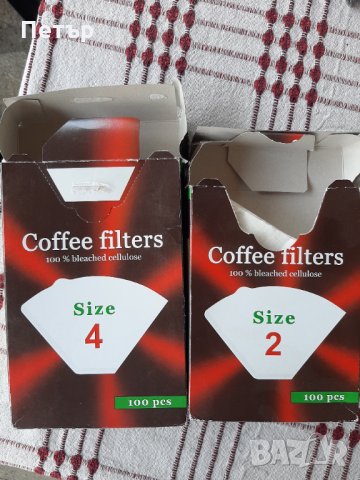 Петър
Coffee filters
100 % bleached cellulose
Size
4
100 pcs
Coffee filters
100 % bleached cellulose
Size
2
100 pcs
BAZAR